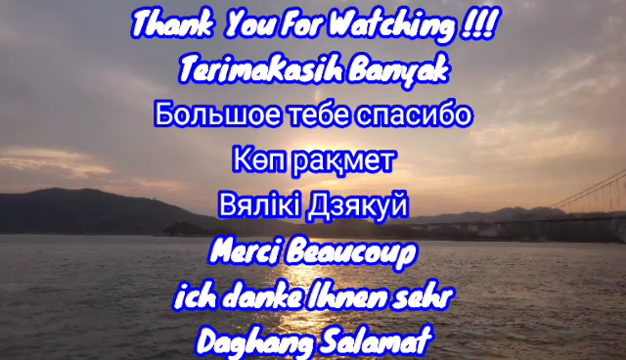 Thank You For Watching !!!
Terimakasih Banyak
Большое тебе спасибо
Көп рақмет
Вялікі Дзякуй
Merci Beaucoup
ich danke Ihnen sehr
Daghang Salamat